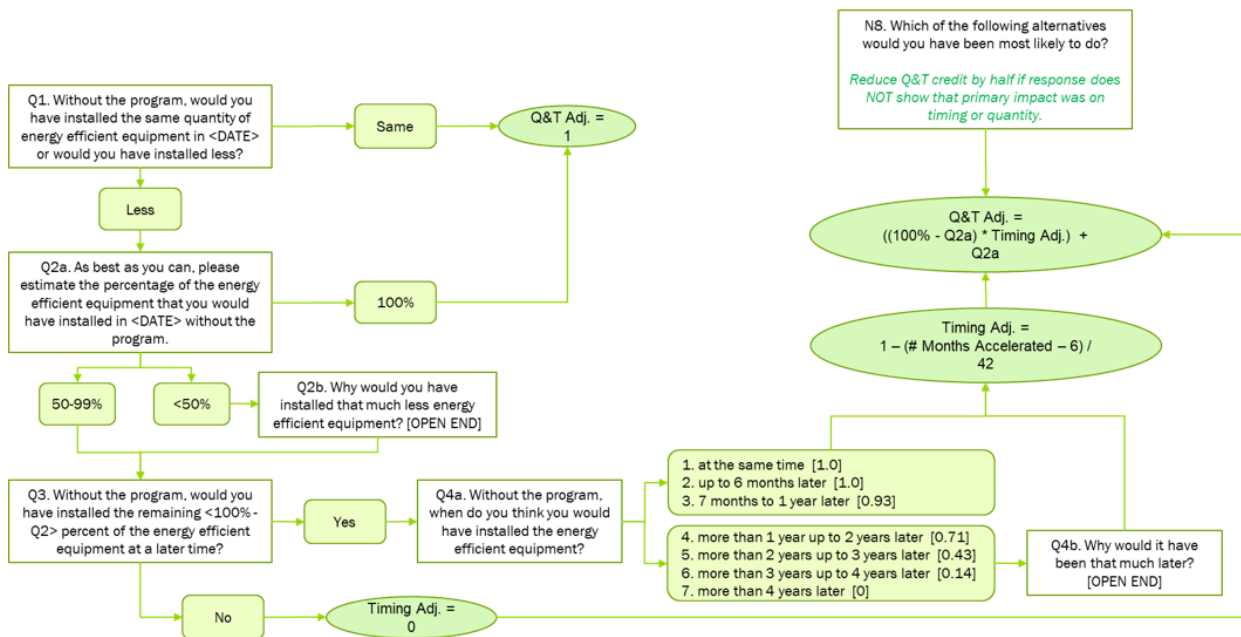 Q1. Without the program, would you
have installed the same quantity of
energy efficient equipment in <DATE>
or would you have installed less?
Same
Q&T Adj. =
1
Less
Q2a. As best as you can, please
estimate the percentage of the energy
efficient equipment that you would
have installed in <DATE> without the
program.
100%
50-99%
<50%
Q2b. Why would you have
installed that much less energy
efficient equipment? [OPEN END]
Q3. Without the program, would you
have installed the remaining <100% -
Q2> percent of the energy efficient
equipment at a later time?
Yes
No
Timing Adj. =
0
Q4a. Without the program,
when do you think you would
have installed the energy
efficient equipment?
1. at the same time [1.0]
2. up to 6 months later [1.0]
3. 7 months to 1 year later [0.93]
4. more than 1 year up to 2 years later [0.71]
5. more than 2 years up to 3 years later [0.43]
6. more than 3 years up to 4 years later [0.14]
7. more than 4 years later [0]
Q4b. Why would it have
been that much later?
[OPEN END]
Timing Adj. =
1 – (# Months Accelerated – 6) /
42
Q&T Adj. =
((100% - Q2a) * Timing Adj.) +
Q2a
N8. Which of the following alternatives
would you have been most likely to do?
Reduce Q&T credit by half if response does
NOT show that primary impact was on
timing or quantity.